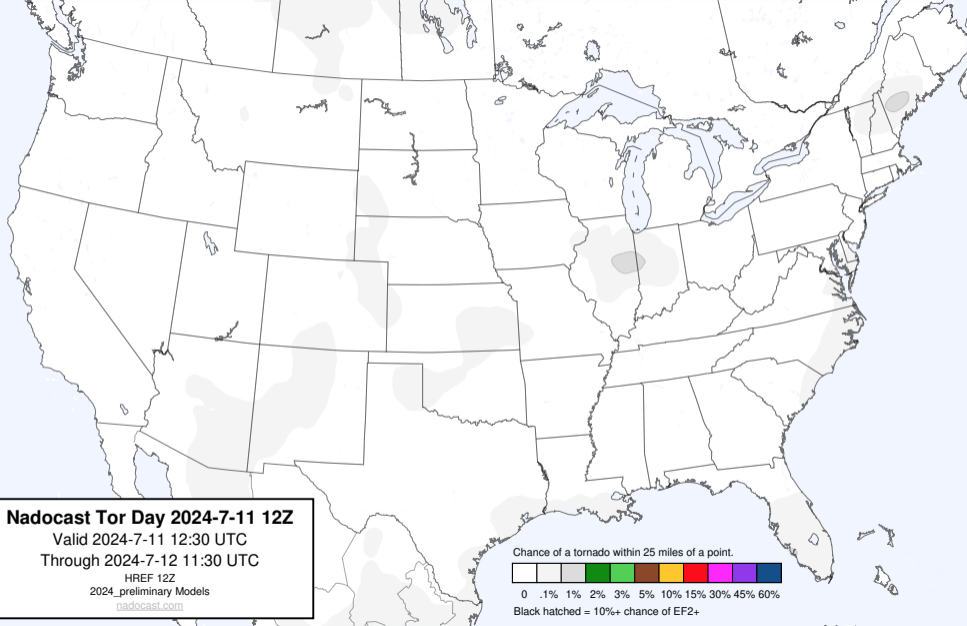 Nadocast Tor Day 2024-7-11 12Z
Valid 2024-7-11 12:30 UTC
Through 2024-7-12 11:30 UTC
HREF 12Z
2024_preliminary Models
nadocast.com
Chance of a tornado within 25 miles of a point.
0 .1% 1% 2% 3% 5% 10% 15% 30% 45% 60%
Black hatched = 10%+ chance of EF2+